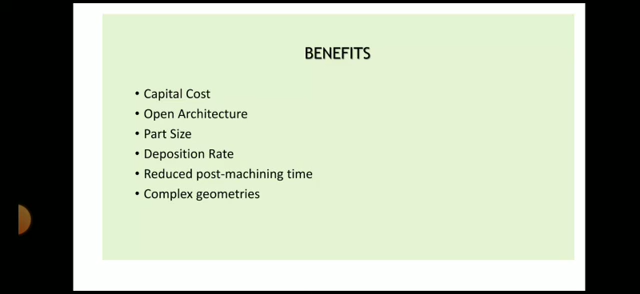 BENEFITS
• Capital Cost
• Open Architecture
• Part Size
• Deposition Rate
• Reduced post-machining time
• Complex geometries